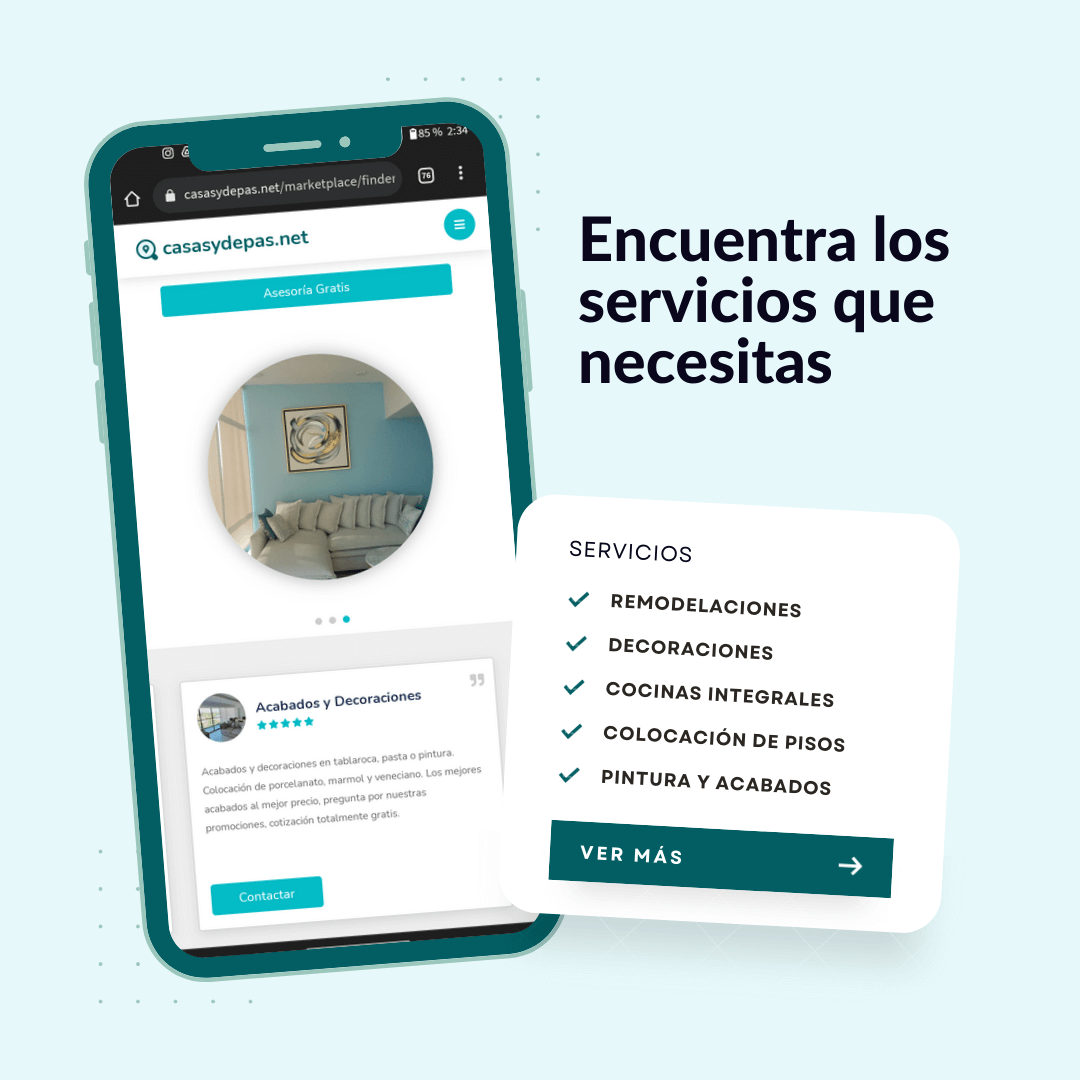 85 % 2:34
casasydepas.net/marketplace/finder
76
casasydepas.net
Asesoría Gratis
Encuentra los
servicios que
necesitas
Acabados y Decoraciones
Acabados y decoraciones en tablaroca, pasta o pintura.
Colocación de porcelanato, marmol y veneciano. Los mejores
acabados al mejor precio, pregunta por nuestras
promociones, cotización totalmente gratis.
Contactar
SERVICIOS
REMODELACIONES
DECORACIONES
COCINAS INTEGRALES
COLOCACIÓN DE PISOS
PINTURA Y ACABADOS
VER MÁS